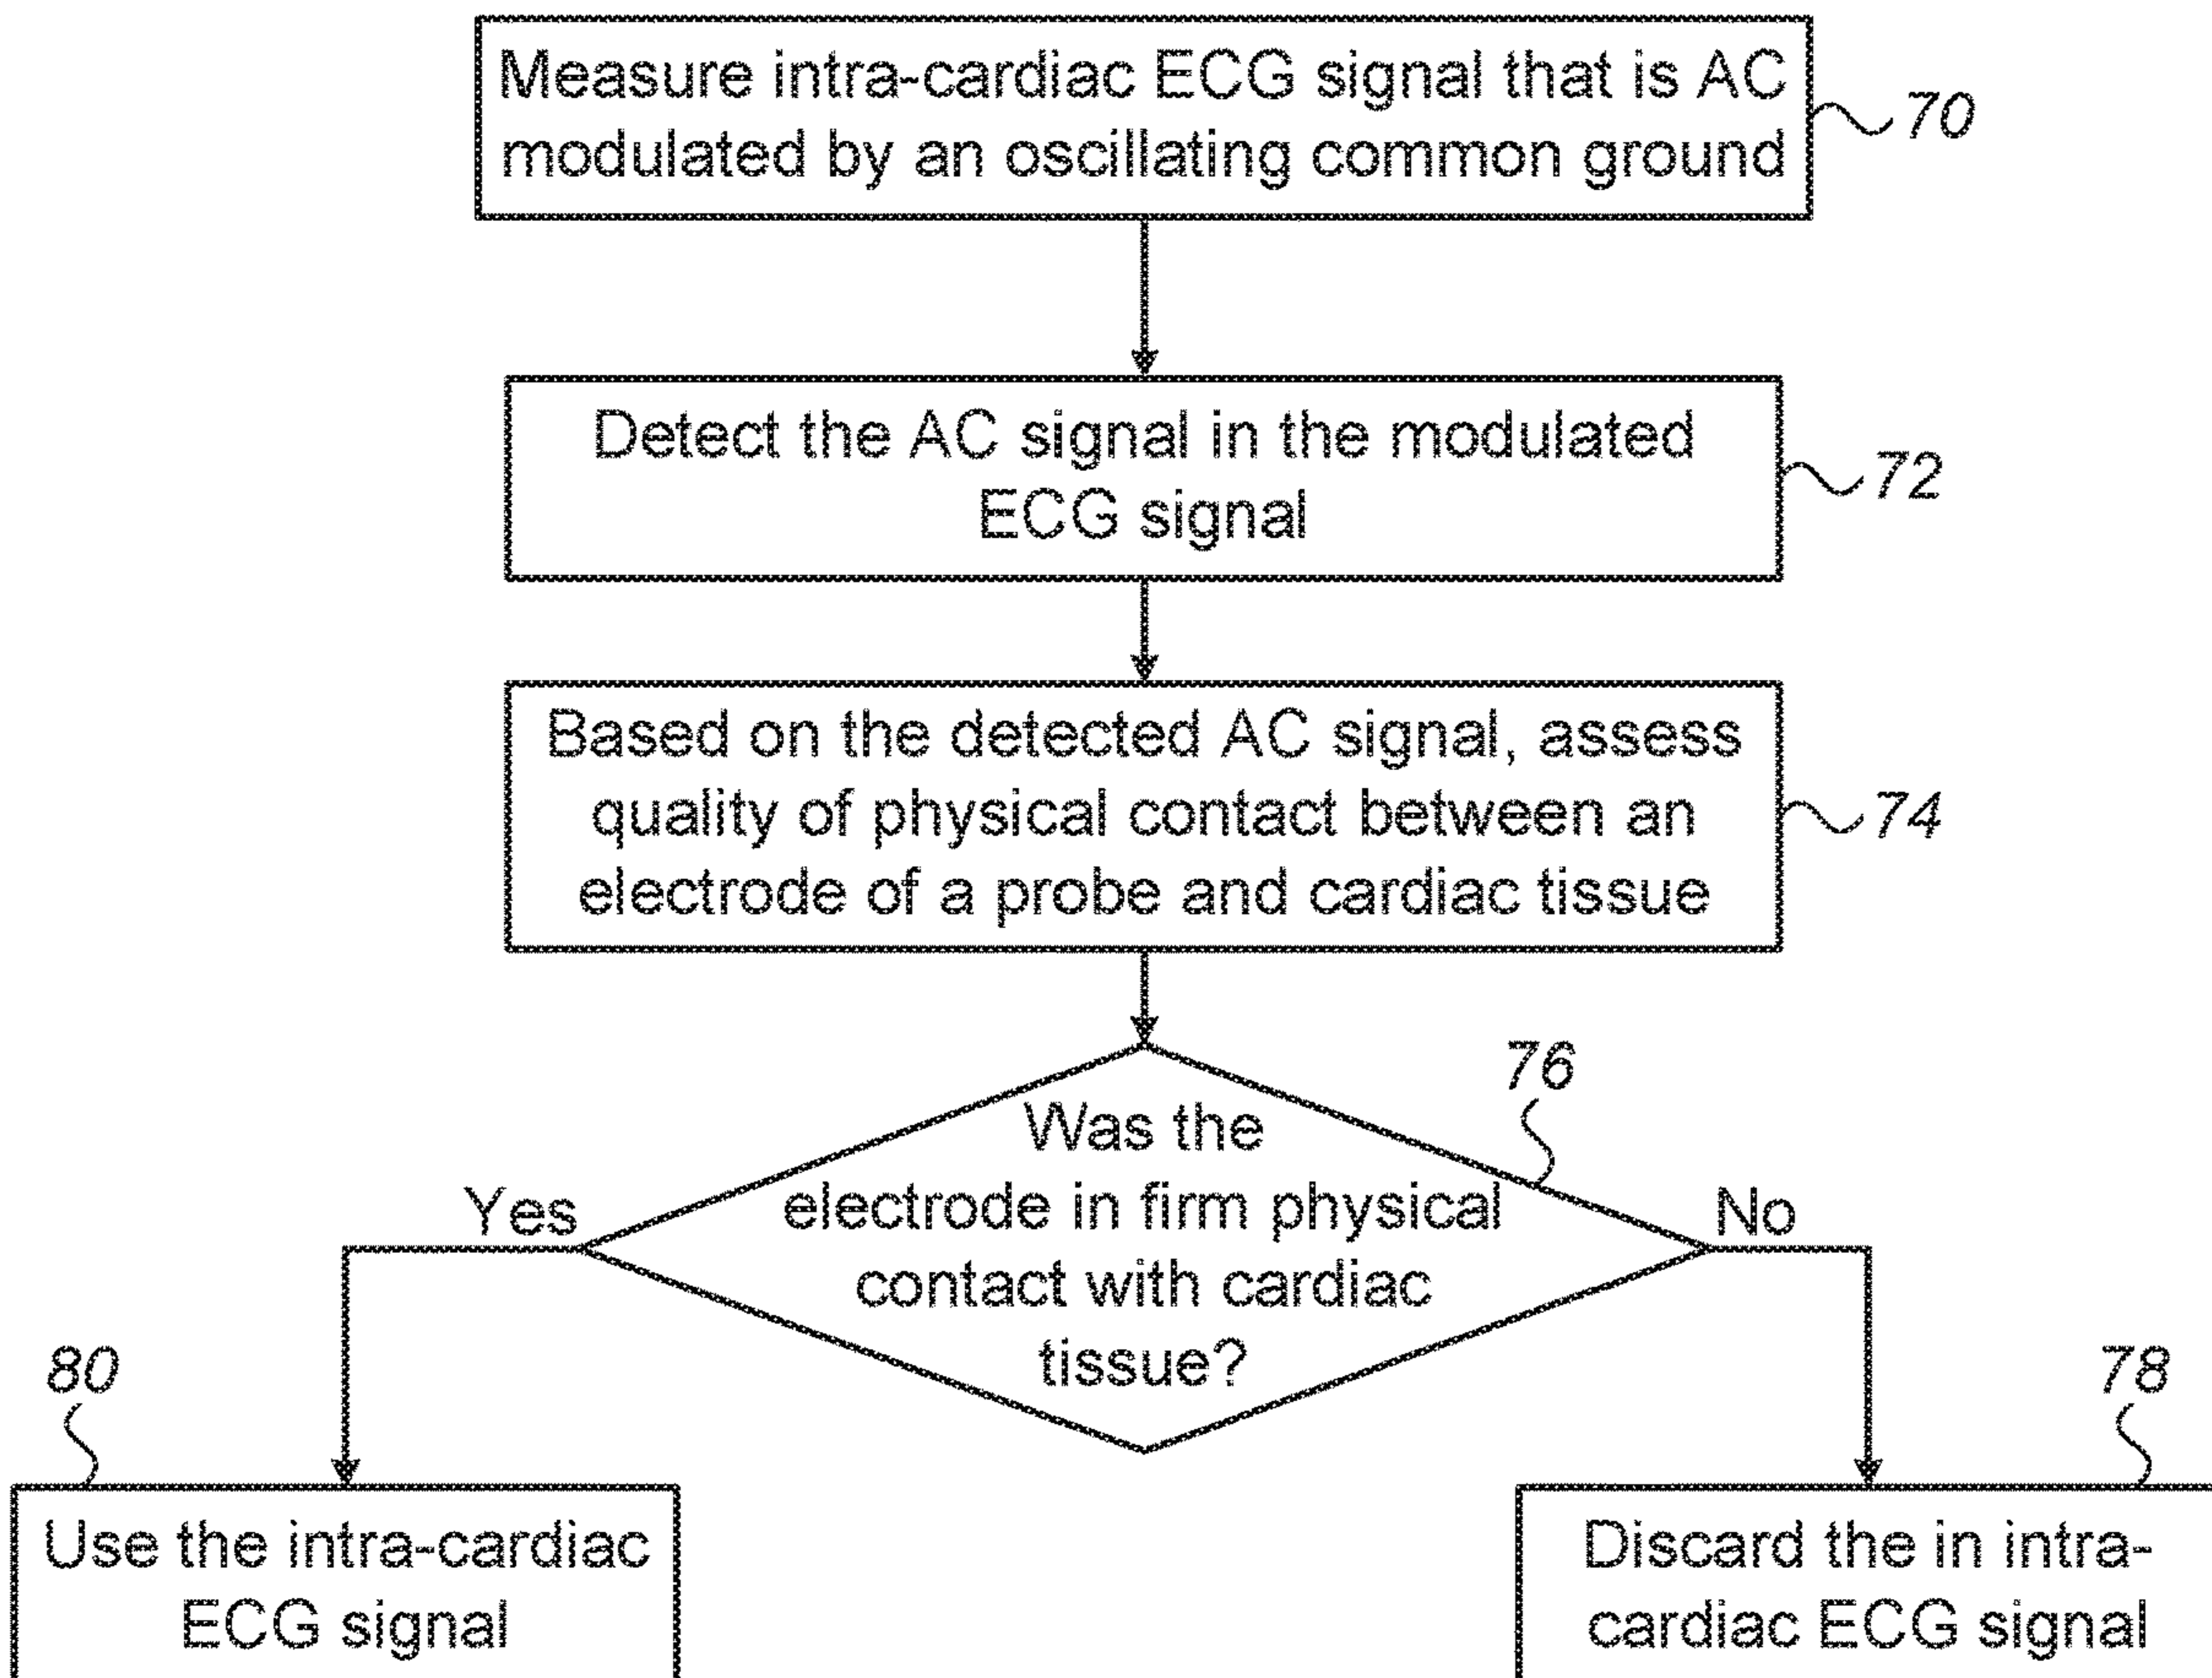 Measure intra-cardiac ECG signal that is AC
modulated by an oscillating common ground
70
Detect the AC signal in the modulated
ECG signal
72
Based on the detected AC signal, assess
quality of physical contact between an
electrode of a probe and cardiac tissue
74
76
Was the
electrode in firm physical
contact with cardiac
tissue?
Yes
No
80
Use the intra-cardiac
ECG signal
78
Discard the in intra-
cardiac ECG signal